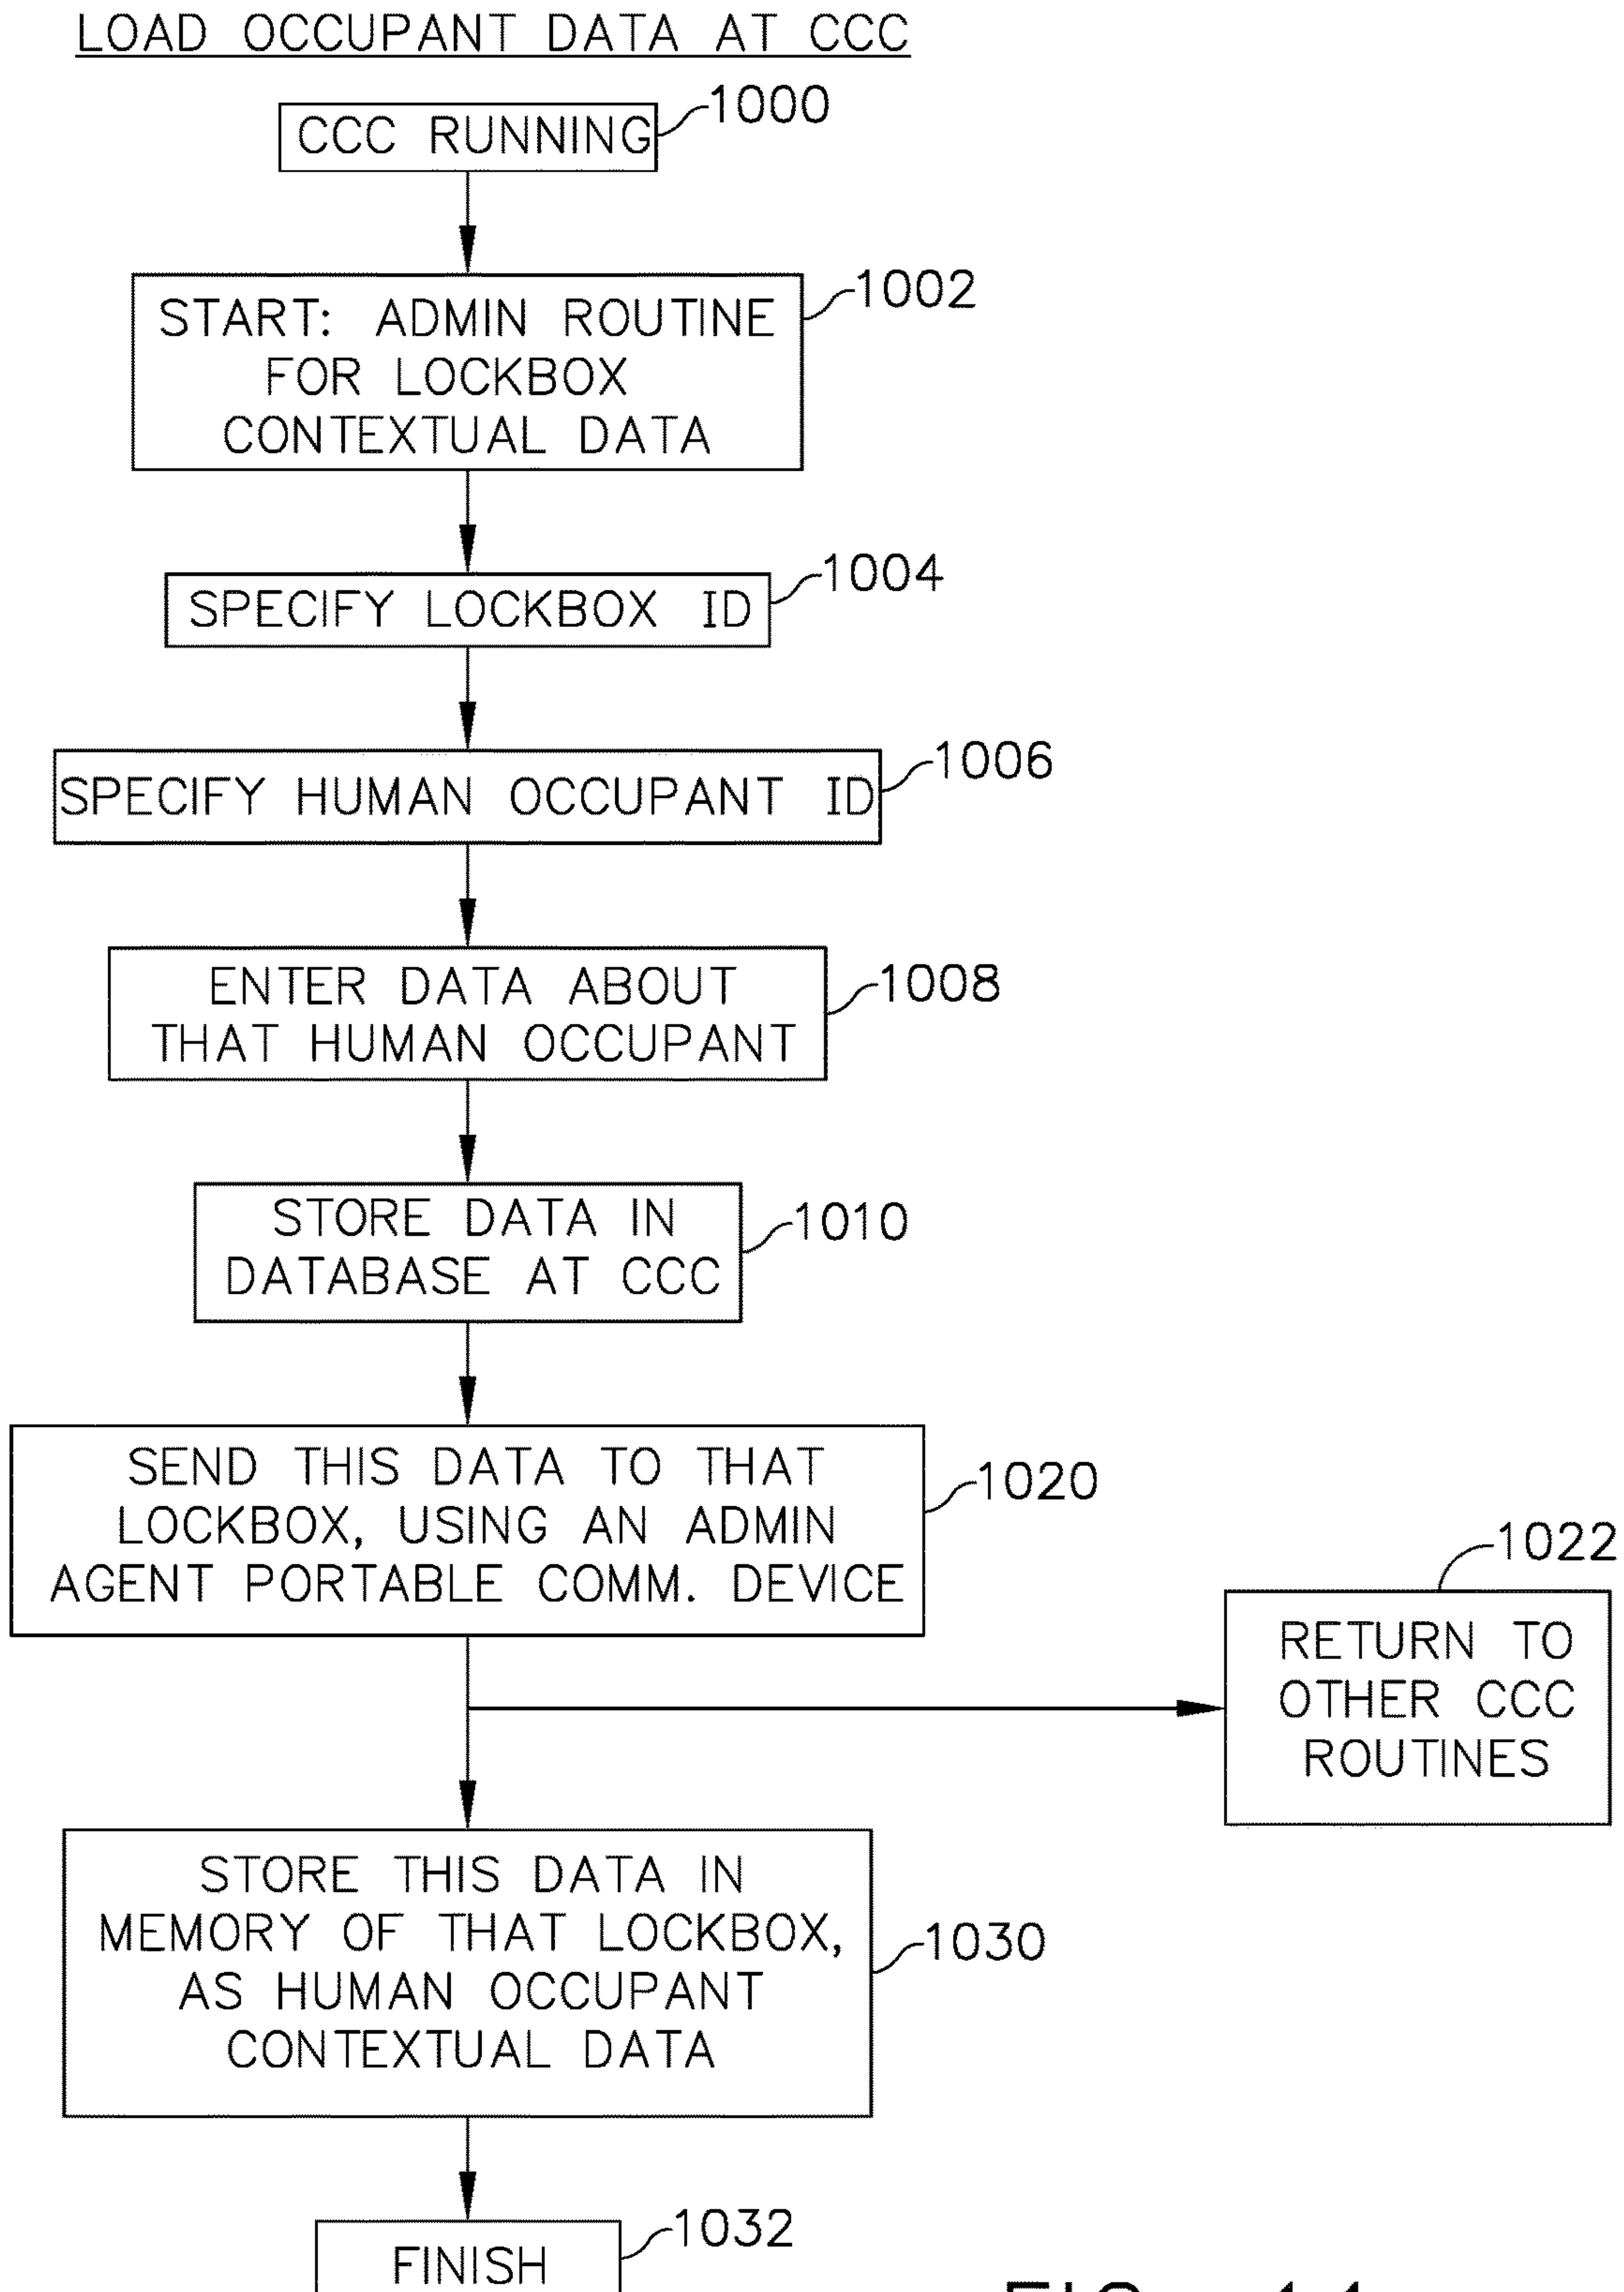 LOAD OCCUPANT DATA AT CCC
CCC RUNNING
1000
START: ADMIN ROUTINE
FOR LOCKBOX
CONTEXTUAL DATA
1002
SPECIFY LOCKBOX ID
1004
SPECIFY HUMAN OCCUPANT ID
1006
ENTER DATA ABOUT
THAT HUMAN OCCUPANT
1008
STORE DATA IN
DATABASE AT CCC
1010
SEND THIS DATA TO THAT
LOCKBOX, USING AN ADMIN
AGENT PORTABLE COMM. DEVICE
1020
1022
RETURN TO
OTHER CCC
ROUTINES
STORE THIS DATA IN
MEMORY OF THAT LOCKBOX,
AS HUMAN OCCUPANT
CONTEXTUAL DATA
1030
FINISH
1032